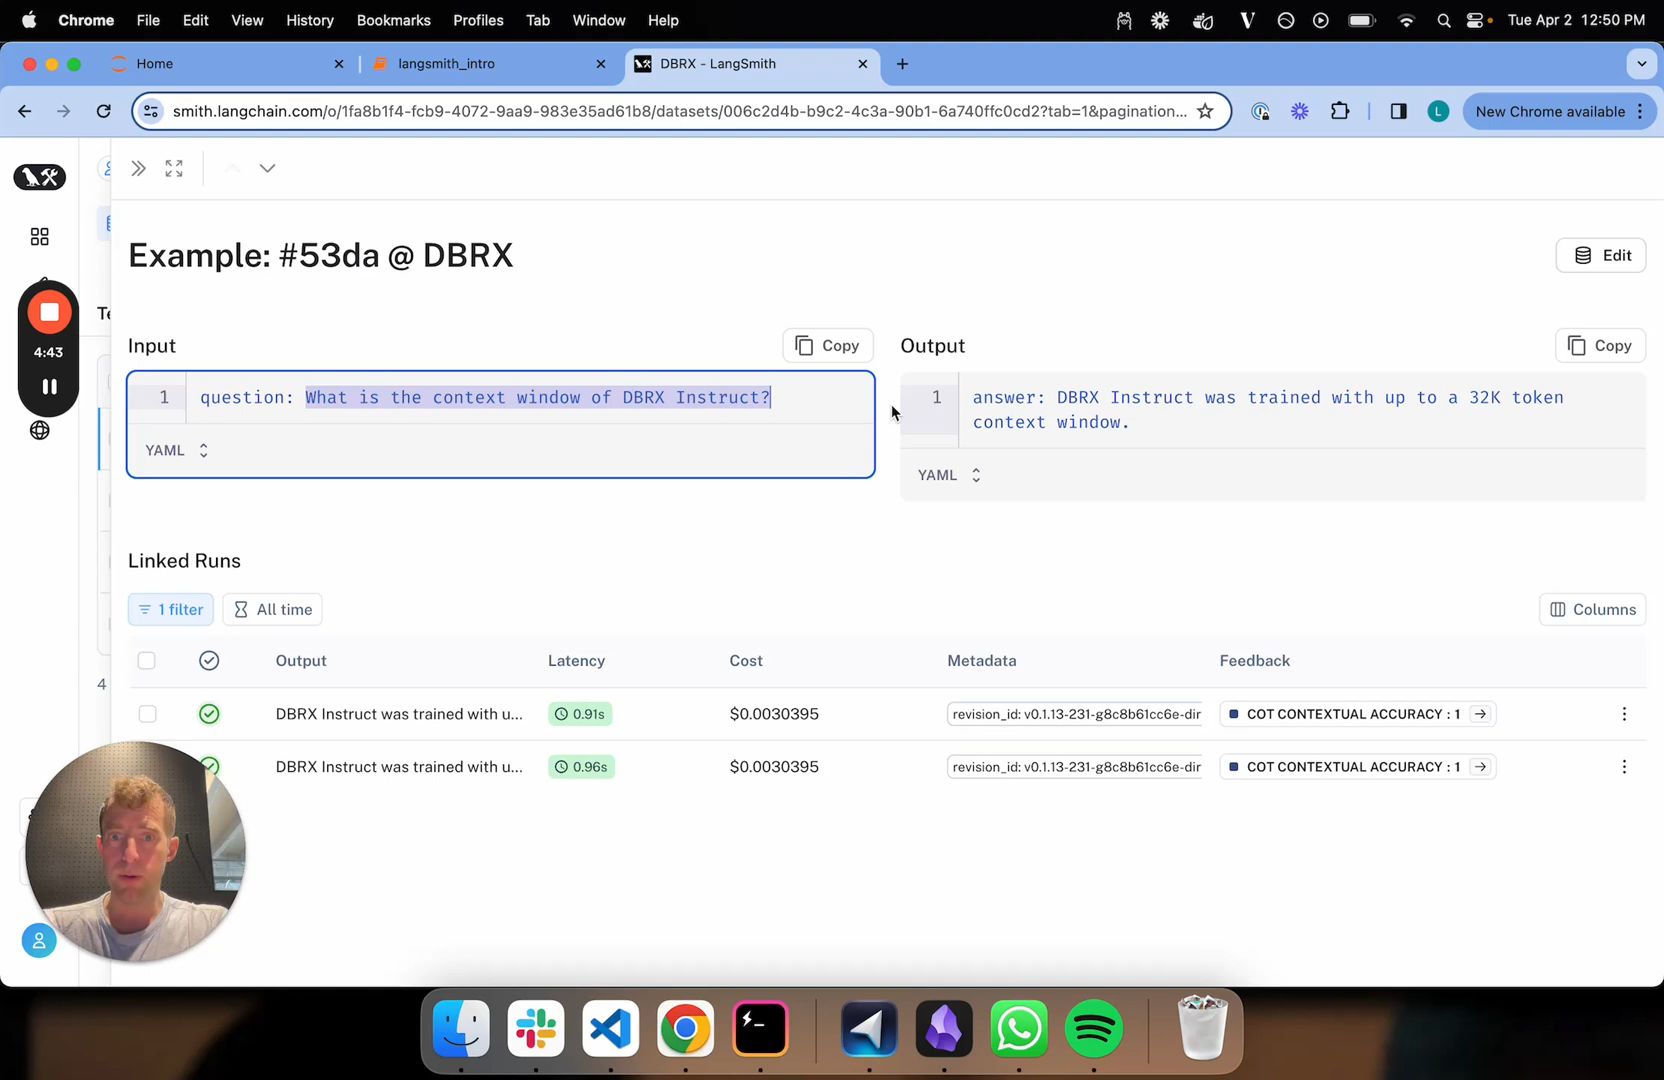 Chrome File Edit View History Bookmarks Profiles Tab Window Help Tue Apr 2 12:50 PM
Home langsmith_intro DBRX - LangSmith
smith.langchain.com/o/1fa8b1f4-fcb9-4072-9aa9-983e35ad61b8/datasets/006c2d4b-b9c2-4c3a-90b1-6a740ffc0cd2?tab=1&pagination... L New Chrome available
Example: #53da @ DBRX
Edit
Te
4:43
Input
Copy
Output
Copy
1 question: What is the context window of DBRX Instruct?
YAML
1 answer: DBRX Instruct was trained with up to a 32K token
context window.
YAML
Linked Runs
1 filter All time Columns
Output Latency Cost Metadata Feedback
4
DBRX Instruct was trained with u... 0.91s $0.0030395 revision_id: v0.1.13-231-g8c8b61cc6e-dir COT CONTEXTUAL ACCURACY : 1
DBRX Instruct was trained with u... 0.96s $0.0030395 revision_id: v0.1.13-231-g8c8b61cc6e-dir COT CONTEXTUAL ACCURACY : 1